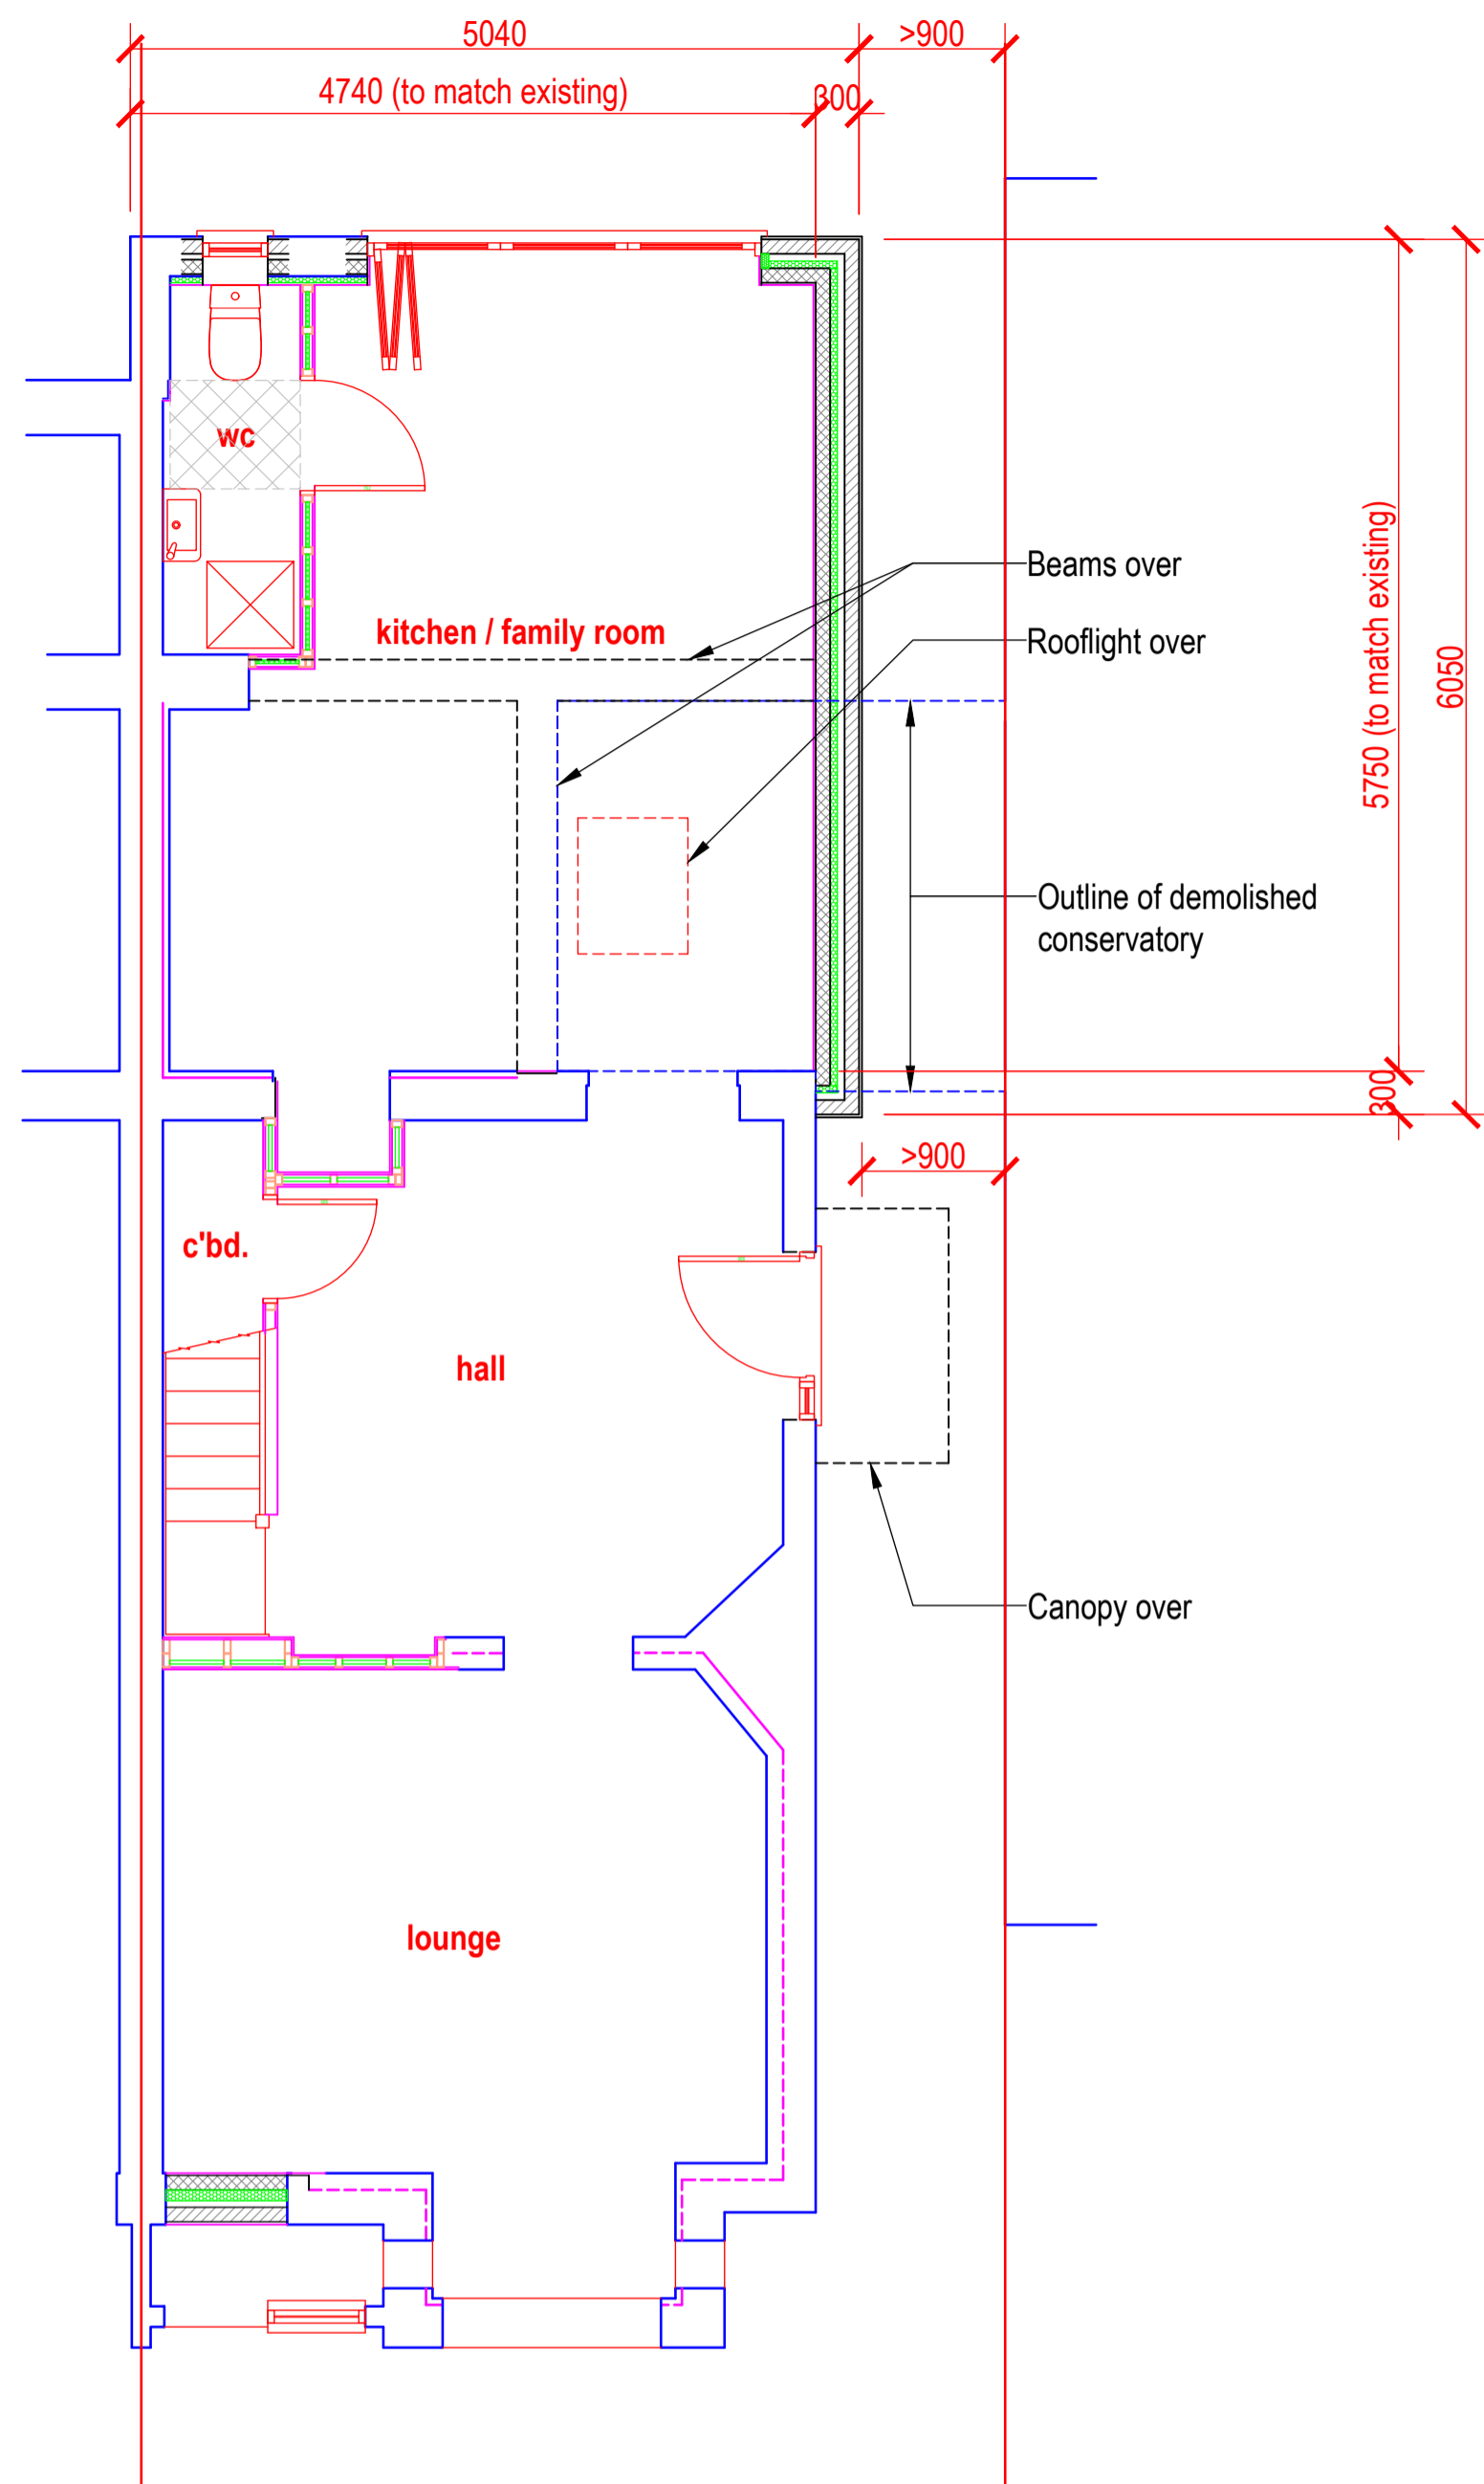 5040
>900
4740 (to match existing)
300
wc
Beams over
kitchen / family room
Rooflight over
5750 (to match existing)
6050
Outline of demolished
conservatory
300
>900
c'bd.
hall
Canopy over
lounge